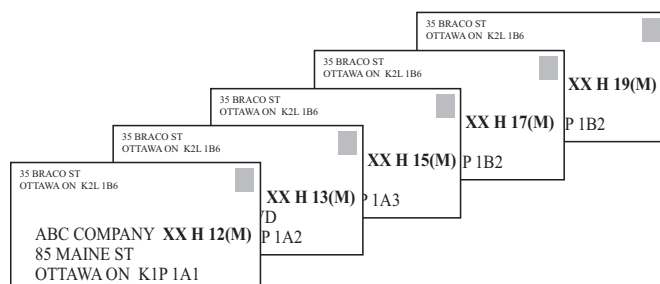 35 BRACO ST
OTTAWA ON K2L 1B6
XX H 19(M)
P 1B2
35 BRACO ST
OTTAWA ON K2L 1B6
XX H 17(M)
P 1B2
35 BRACO ST
OTTAWA ON K2L 1B6
XX H 15(M)
P 1A3
35 BRACO ST
OTTAWA ON K2L 1B6
XX H 13(M)
VD
P 1A2
35 BRACO ST
OTTAWA ON K2L 1B6
ABC COMPANY XX H 12(M)
85 MAINE ST
OTTAWA ON K1P 1A1